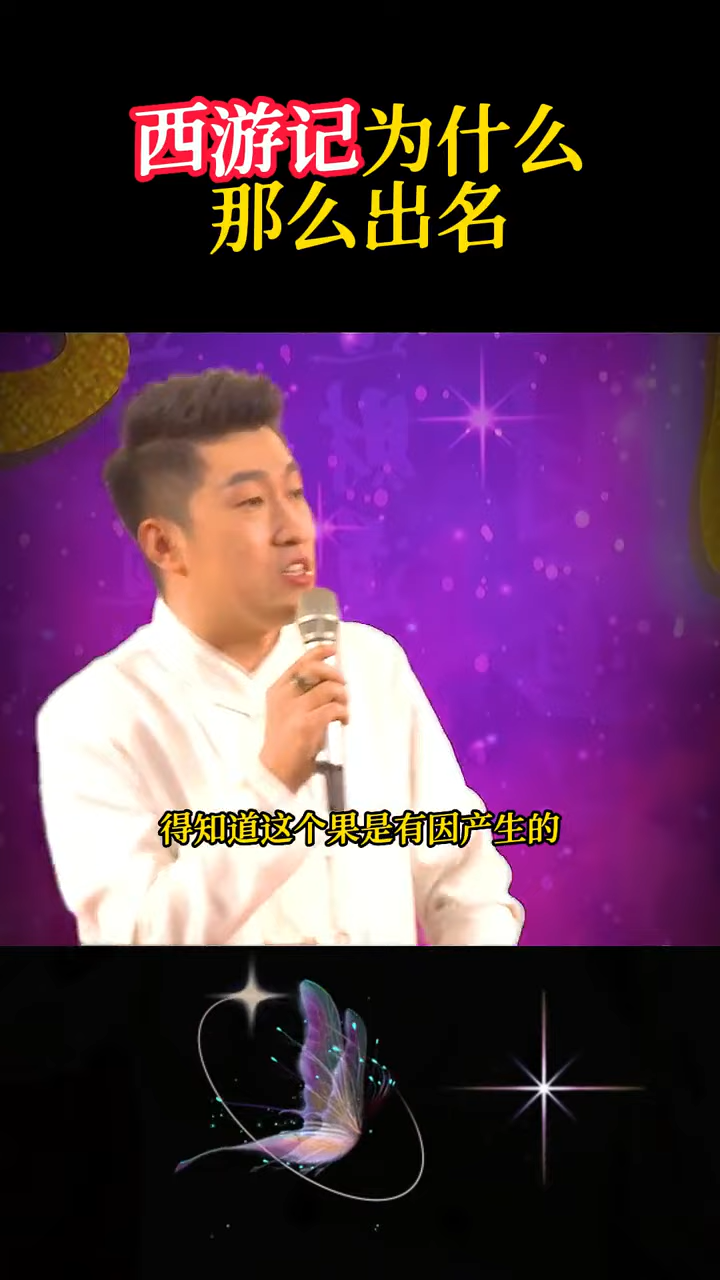 西游记为什么
那么出名
得知道这个果是有因产生的